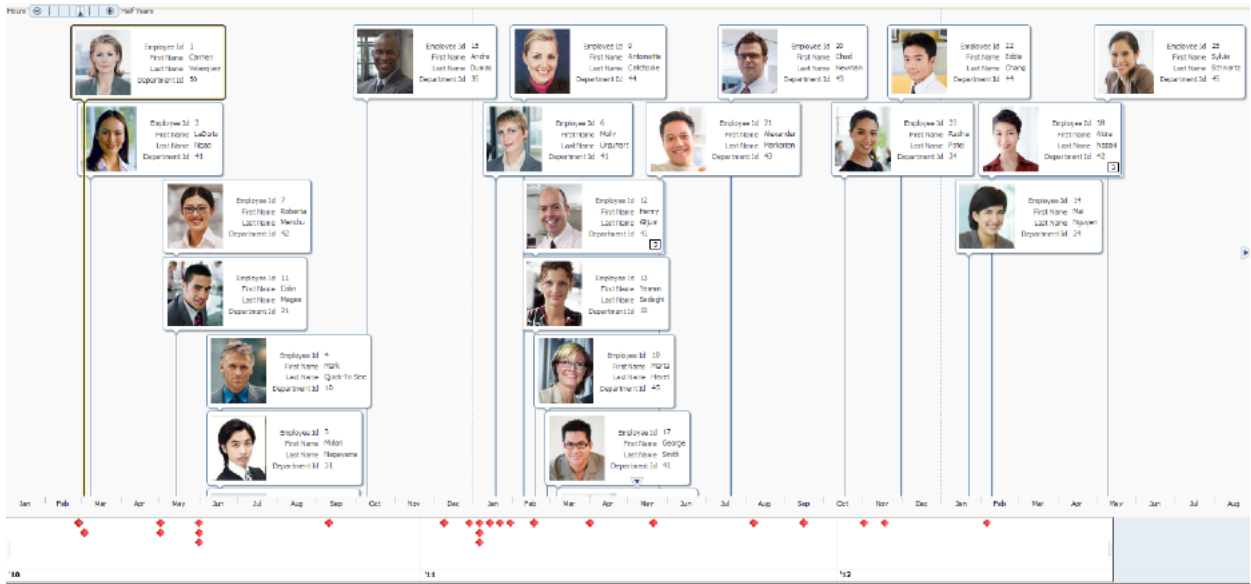 Hours
Half Years
Employee Id 1
First Name Carmen
Last Name Velasquez
Department Id 50
Employee Id 15
First Name Andre
Last Name Dumas
Department Id 35
Employee Id 9
First Name Antoinette
Last Name Catchpole
Department Id 44
Employee Id 20
First Name Chad
Last Name Newman
Department Id 43
Employee Id 22
First Name Eddie
Last Name Chang
Department Id 44
Employee Id 25
First Name Sylvie
Last Name Schwartz
Department Id 45
Employee Id 2
First Name LaDoris
Last Name Ngao
Department Id 41
Employee Id 6
First Name Molly
Last Name Urquhart
Department Id 41
Employee Id 21
First Name Alexander
Last Name Markarian
Department Id 43
Employee Id 23
First Name Radha
Last Name Patel
Department Id 34
Employee Id 18
First Name Akira
Last Name Nozaki
Department Id 42
Employee Id 7
First Name Roberta
Last Name Menchu
Department Id 42
Employee Id 12
First Name Henry
Last Name Giljum
Department Id 41
Employee Id 14
First Name Mai
Last Name Nguyen
Department Id 34
Employee Id 11
First Name Colin
Last Name Magee
Department Id 31
Employee Id 13
First Name Yasmin
Last Name Sedeghi
Department Id
Employee Id 4
First Name Mark
Last Name Quick-To-See
Department Id 10
Employee Id 10
First Name Marta
Last Name Havel
Department Id 45
Employee Id 3
First Name Midori
Last Name Nagayama
Department Id 31
Employee Id 17
First Name George
Last Name Smith
Department Id 41
Jan Feb Mar Apr May Jun Jul Aug Sep Oct Nov Dec Jan Feb Mar Apr May Jun Jul Aug Sep Oct Nov Dec Jan Feb Mar Apr May Jun Jul Aug
'10 '11 '12